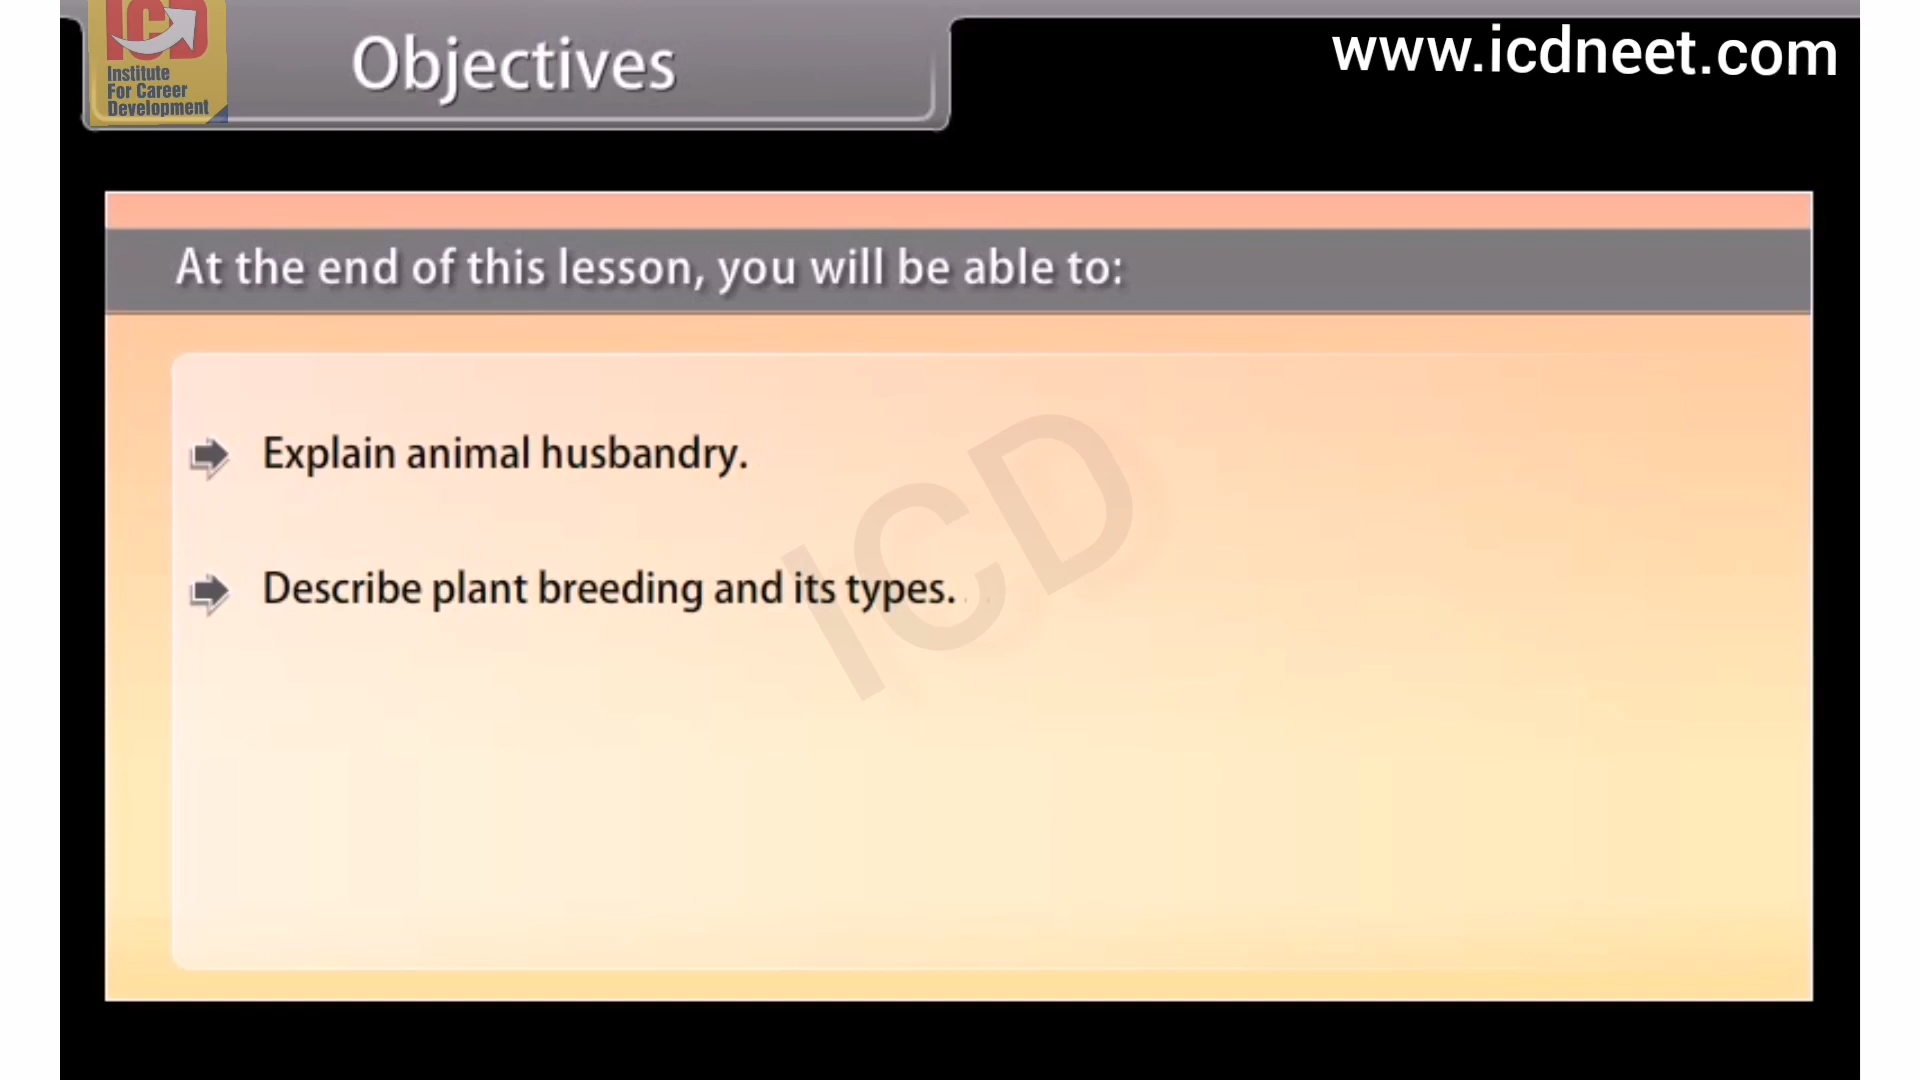 ICD
Institute
For Career
Development
Objectives
www.icdneet.com
At the end of this lesson, you will be able to:
Explain animal husbandry.
Describe plant breeding and its types.
ICD